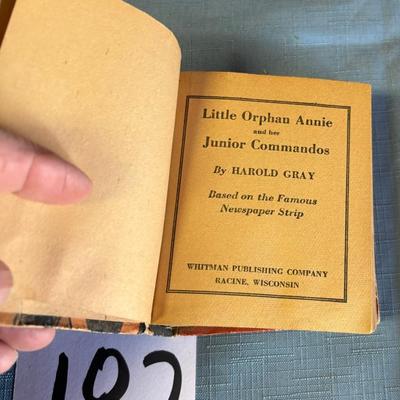 Little Orphan Annie
and her
Junior Commandos
By HAROLD GRAY
Based on the Famous
Newspaper Strip
WHITMAN PUBLISHING COMPANY
RACINE, WISCONSIN